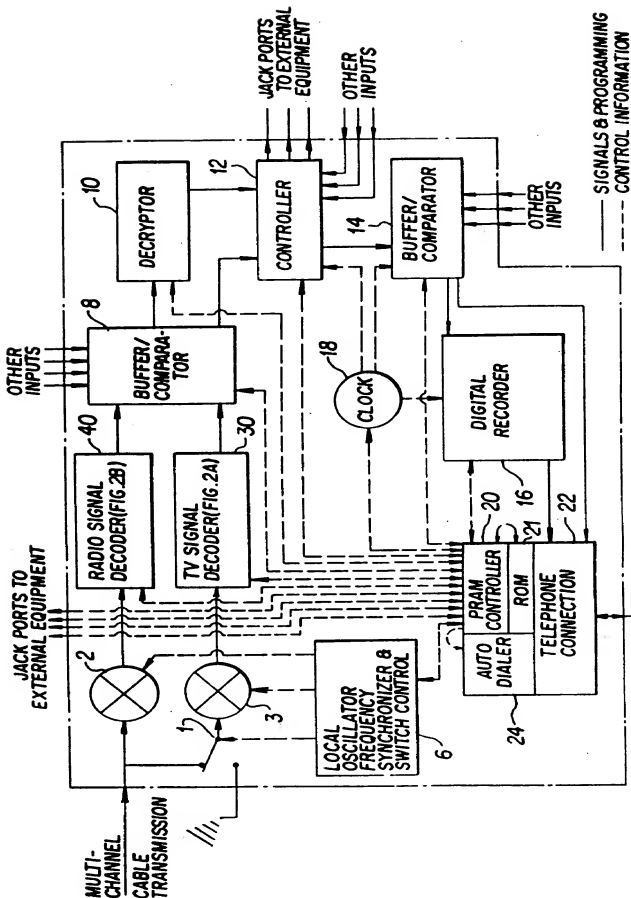 MULTI-
CHANNEL
CABLE
TRANSMISSION
JACK PORTS TO
EXTERNAL EQUIPMENT
2
1
3
LOCAL
OSCILLATOR
FREQUENCY
SYNCHRONIZER &
SWITCH CONTROL
6
40
RADIO SIGNAL
DECODER(FIG.2B)
TV SIGNAL
DECODER(FIG.2A)
30
OTHER
INPUTS
8
BUFFER/
COMPARA-
TOR
10
DECRYPTOR
12
CONTROLLER
JACK PORTS
TO EXTERNAL
EQUIPMENT
OTHER
INPUTS
14
BUFFER/
COMPARATOR
OTHER
INPUTS
18
CLOCK
DIGITAL
RECORDER
16
20
PRAM
CONTROLLER
21
ROM
AUTO
DIALER
24
22
TELEPHONE
CONNECTION
SIGNALS & PROGRAMMING
CONTROL INFORMATION